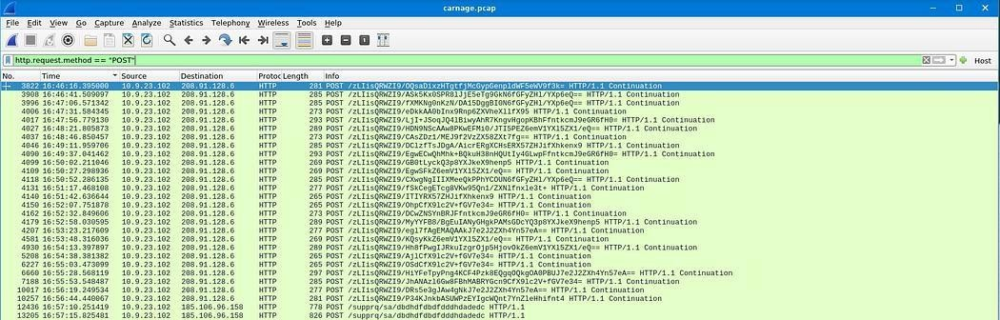 carnage.pcap
File Edit View Go Capture Analyze Statistics Telephony Wireless Tools Help
http.request.method == "POST"
Host
No. Time Source Destination Protoc Length Info
3822 16:46:16.395000 10.9.23.102 208.91.128.6 HTTP 281 POST /zLIisQRWZI9/OQsaDixzHTgtfjMcGypGenpldWF5eWV9f3k= HTTP/1.1 Continuation
3908 16:46:41.509097 10.9.23.102 208.91.128.6 HTTP 285 POST /zLIisQRWZI9/ASk5Kx0SPR8lJjE5eTg9GkN6fGFyZHl/YXp6eQ== HTTP/1.1 Continuation
3996 16:47:06.571342 10.9.23.102 208.91.128.6 HTTP 289 POST /zLIisQRWZI9/fXMKNg0nKzN/DA15DggBI0N6fGFyZHl/YXp6eQ== HTTP/1.1 Continuation
4006 16:47:31.584345 10.9.23.102 208.91.128.6 HTTP 273 POST /zLIisQRWZI9/eDkkAA0bInx9Rnp6ZXVheXllfX95 HTTP/1.1 Continuation
4017 16:47:56.779130 10.9.23.102 208.91.128.6 HTTP 293 POST /zLIisQRWZI9/LjI+JSoqJQ4lBiwyAhR7KngvHgopKBhFfntkcmJ9eGR6fH0= HTTP/1.1 Continuation
4027 16:48:21.805873 10.9.23.102 208.91.128.6 HTTP 289 POST /zLIisQRWZI9/HDN9NScAAw8PKwEFMi0/JTI5PEZ6emV1YXl5ZX1/eQ== HTTP/1.1 Continuation
4037 16:48:46.850457 10.9.23.102 208.91.128.6 HTTP 273 POST /zLIisQRWZI9/CAsZDz1/MEJ9f2VzZX58ZXt7fg== HTTP/1.1 Continuation
4046 16:49:11.959706 10.9.23.102 208.91.128.6 HTTP 285 POST /zLIisQRWZI9/OClzfTsJDgA/AicrERgXCHsERX57ZHJifXhkenx9 HTTP/1.1 Continuation
4090 16:49:37.041462 10.9.23.102 208.91.128.6 HTTP 293 POST /zLIisQRWZI9/EgwECwQhMhk+BQkuH38nHQUtIy4GLwpFfntkcmJ9eGR6fH0= HTTP/1.1 Continuation
4099 16:50:02.211046 10.9.23.102 208.91.128.6 HTTP 269 POST /zLIisQRWZI9/GB0tLyckQ3p8YXJkeX9henp5 HTTP/1.1 Continuation
4109 16:50:27.298936 10.9.23.102 208.91.128.6 HTTP 269 POST /zLIisQRWZI9/EgwSFkZ6emV1YXl5ZX1/eQ== HTTP/1.1 Continuation
4118 16:50:52.286135 10.9.23.102 208.91.128.6 HTTP 289 POST /zLIisQRWZI9/CXwgNgIIIXMeeQkPPhYCOUN6fGFyZHl/YXp6eQ== HTTP/1.1 Continuation
4131 16:51:17.468108 10.9.23.102 208.91.128.6 HTTP 277 POST /zLIisQRWZI9/fSkCegETcg8VKw95Qn1/ZXNlfnxle3t+ HTTP/1.1 Continuation
4140 16:51:42.636644 10.9.23.102 208.91.128.6 HTTP 265 POST /zLIisQRWZI9/ITIYRX57ZHJifXhkenx9 HTTP/1.1 Continuation
4150 16:52:07.751878 10.9.23.102 208.91.128.6 HTTP 265 POST /zLIisQRWZI9/OhpCfX9lc2V+fGV7e34= HTTP/1.1 Continuation
4162 16:52:32.849606 10.9.23.102 208.91.128.6 HTTP 273 POST /zLIisQRWZI9/DCwZNSYnBRJFfntkcmJ9eGR6fH0= HTTP/1.1 Continuation
4179 16:52:58.030595 10.9.23.102 208.91.128.6 HTTP 289 POST /zLIisQRWZI9/MyYYFB8/BgEuIANyGHgkPAMsGDcYQ3p8YXJkeX9henp5 HTTP/1.1 Continuation
4207 16:53:23.217609 10.9.23.102 208.91.128.6 HTTP 277 POST /zLIisQRWZI9/egl7fAgEMAQAAkJ7e2J2ZXh4Yn57eA== HTTP/1.1 Continuation
4581 16:53:48.316036 10.9.23.102 208.91.128.6 HTTP 269 POST /zLIisQRWZI9/KQsyKkZ6emV1YXl5ZX1/eQ== HTTP/1.1 Continuation
4930 16:54:13.397891 10.9.23.102 208.91.128.6 HTTP 289 POST /zLIisQRWZI9/Hh8fPwgIJRkuIzgrOjp5HjovOkd9e2RyYn14ZHp8fQ== HTTP/1.1 Continuation
5208 16:54:38.381382 10.9.23.102 208.91.128.6 HTTP 265 POST /zLIisQRWZI9/AjlCfX9lc2V+fGV7e34= HTTP/1.1 Continuation
6227 16:55:03.473099 10.9.23.102 208.91.128.6 HTTP 265 POST /zLIisQRWZI9/OSdCfX9lc2V+fGV7e34= HTTP/1.1 Continuation
6660 16:55:28.568119 10.9.23.102 208.91.128.6 HTTP 297 POST /zLIisQRWZI9/HiYFeTpyPng4KCF4Pzk8EQgqOQkgOA0PBUJ7e2J2ZXh4Yn57eA== HTTP/1.1 Continuation
7188 16:55:53.548487 10.9.23.102 208.91.128.6 HTTP 285 POST /zLIisQRWZI9/JhANAzl6Gw8FBhMABRYGcn9CfX9lc2V+fGV7e34= HTTP/1.1 Continuation
10017 16:56:19.249534 10.9.23.102 208.91.128.6 HTTP 277 POST /zLIisQRWZI9/DRs5e3gJAw4gNkJ7e2J2ZXh4Yn57eA== HTTP/1.1 Continuation
10257 16:56:44.440067 10.9.23.102 208.91.128.6 HTTP 281 POST /zLIisQRWZI9/P34KJnkbASUWPzEYIgcWQnt7YnZleHhifnt4 HTTP/1.1 Continuation
12436 16:57:10.251419 10.9.23.102 185.106.96.158 HTTP 778 POST /supprq/sa/dbdhdfdbdfdddhdadedc HTTP/1.1
13205 16:57:15.825481 10.9.23.102 185.106.96.158 HTTP 826 POST /supprq/sa/dbdhdfdbdfdddhdadedc HTTP/1.1